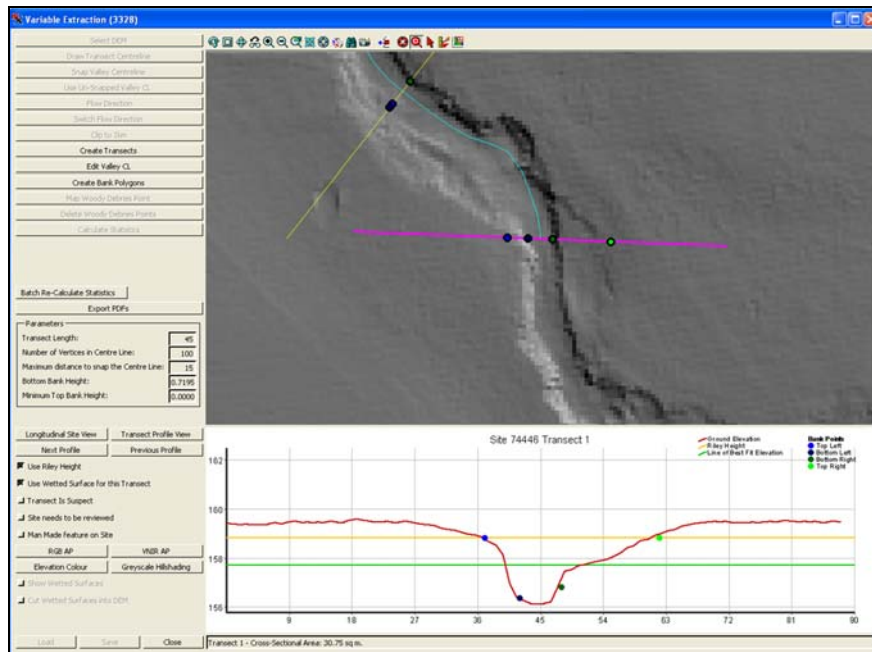 Variable Extraction (3328)
Select DEM
Draw Transect Centreline
Snap Valley Centreline
Use Un-Snapped Valley CL
Flow Direction
Switch Flow Direction
Clip to 3km
Create Transects
Edit Valley CL
Create Bank Polygons
Map Woody Debries Point
Delete Woody Debries Points
Calculate Statistics
Batch Re-Calculate Statistics
Export PDFs
Parameters
Transect Length: 45
Number of Vertices in Centre Line: 100
Maximum distance to snap the Centre Line: 15
Bottom Bank Height: 0.7195
Minimum Top Bank Height: 0.0000
Longitudinal Site View Transect Profile View
Next Profile Previous Profile
Use Riley Height
Use Wetted Surface for this Transect
Transect Is Suspect
Site needs to be reviewed
Man Made feature on Site
RGB AP VNIR AP
Elevation Colour Greyscale Hillshading
Show Wetted Surfaces
Cut Wetted Surfaces into DEM
Load Save Close
Site 74446 Transect 1
Ground Elevation
Riley Height
Line of Best Fit Elevation
Bank Points
Top Left
Bottom Left
Bottom Right
Top Right
162
160
158
156
9 18 27 36 45 54 63 72 81 90
Transect 1 - Cross-Sectional Area: 30.75 sq m.